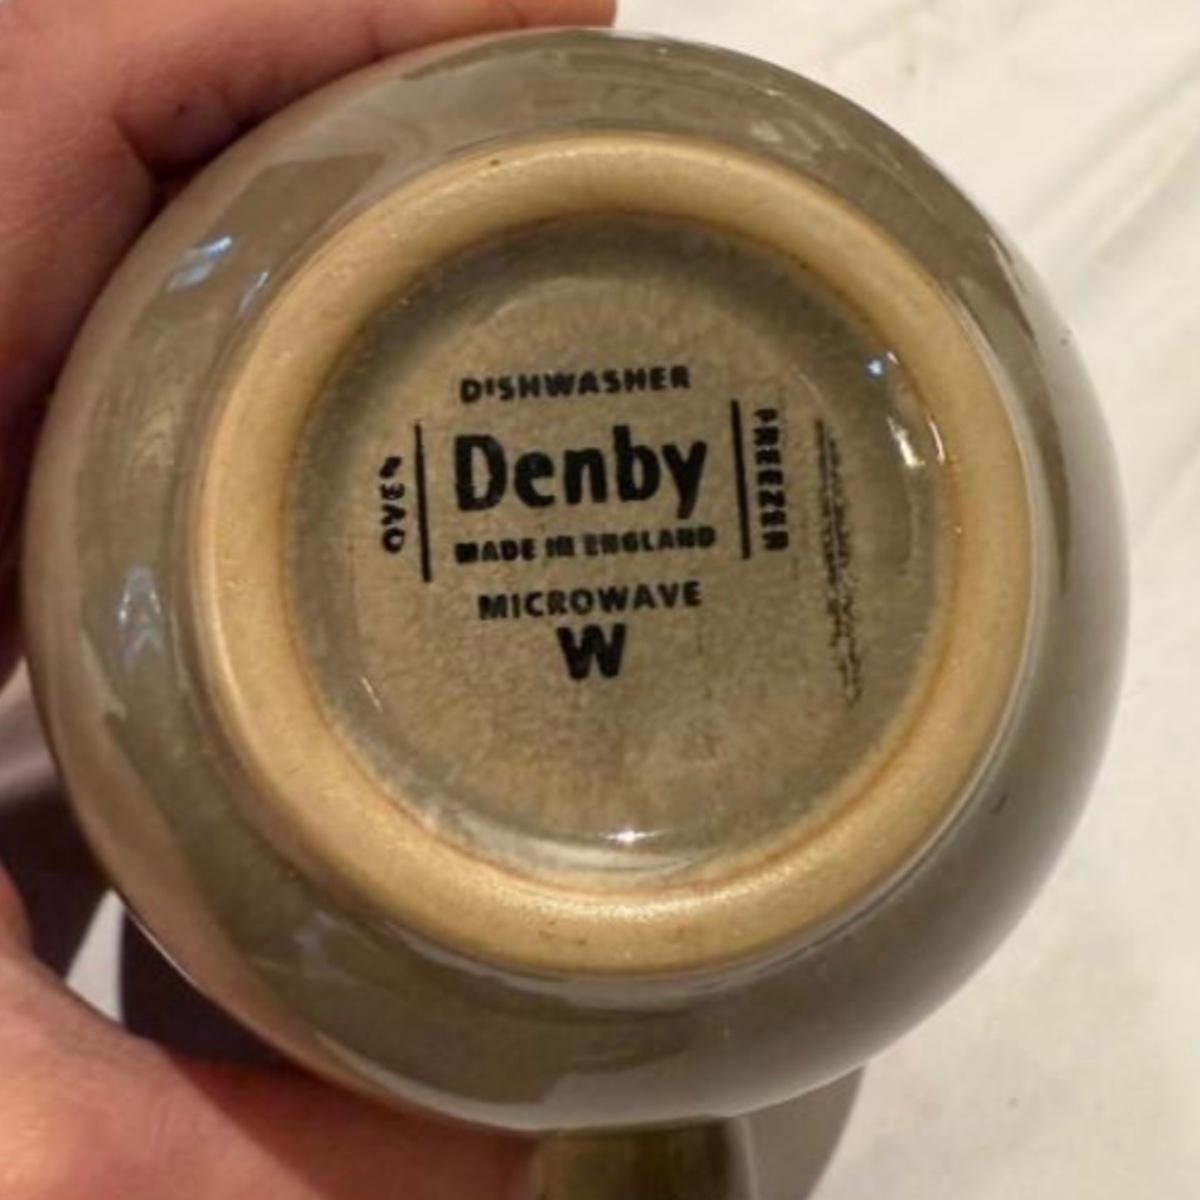 DISHWASHER
OVEN
Denby
FREEZER
MADE IN ENGLAND
MICROWAVE
W